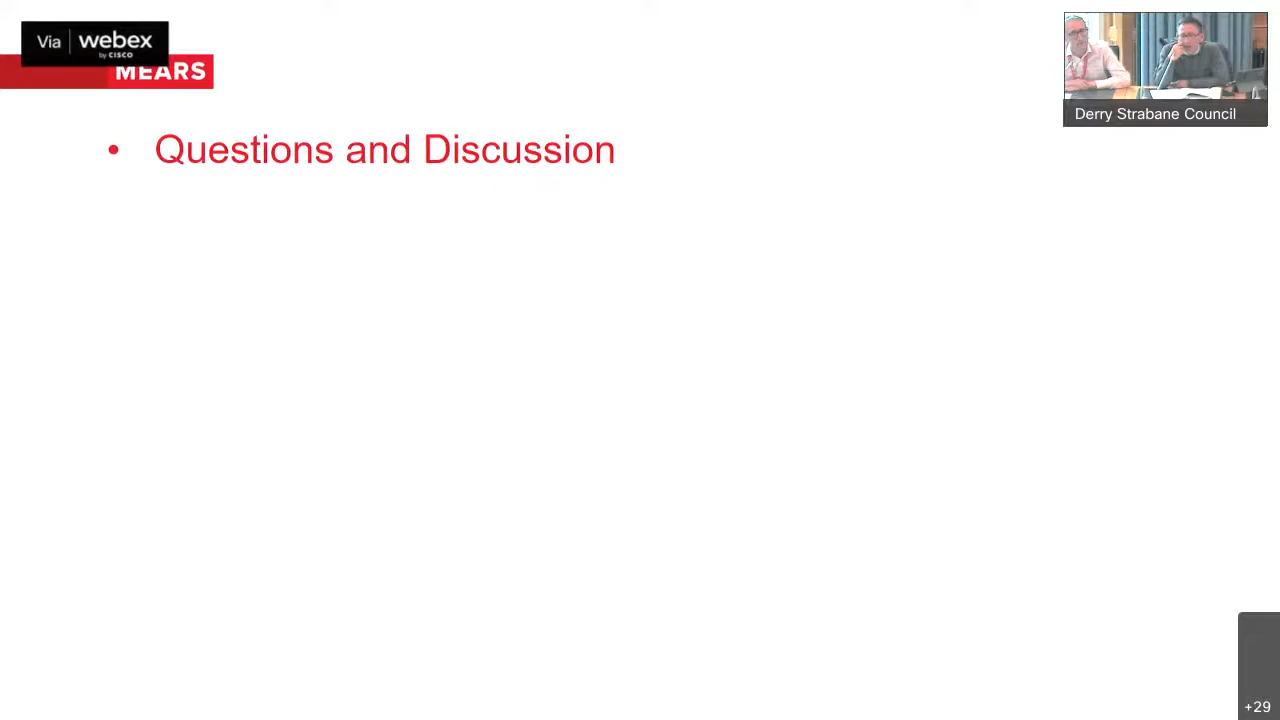 Via webex
by CISCO
MEARS
Derry Strabane Council
• Questions and Discussion
+29